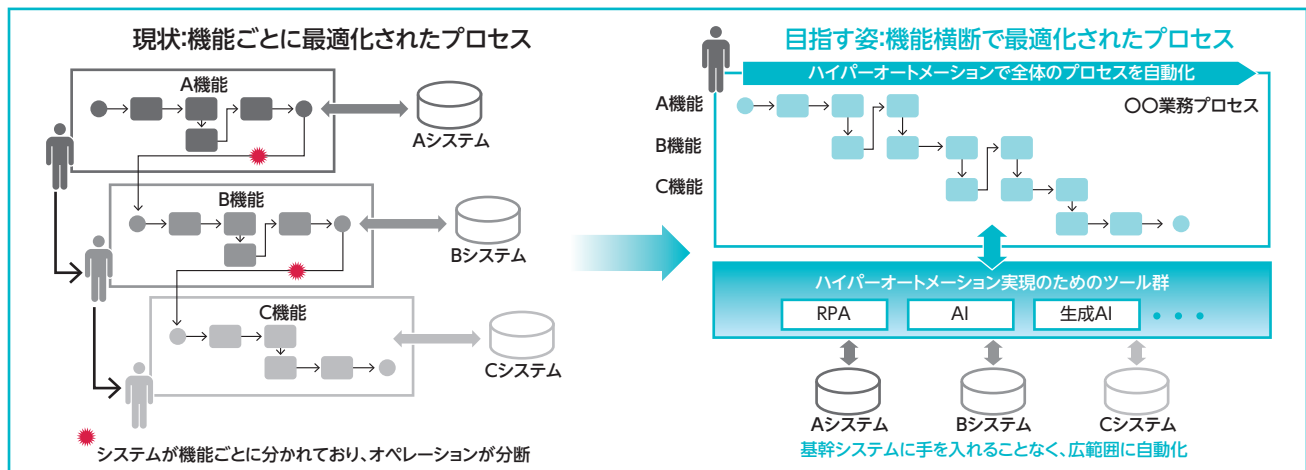 現状:機能ごとに最適化されたプロセス
A機能
Aシステム
B機能
Bシステム
C機能
Cシステム
システムが機能ごとに分かれており、オペレーションが分断
目指す姿:機能横断で最適化されたプロセス
ハイパーオートメーションで全体のプロセスを自動化
〇〇業務プロセス
A機能
B機能
C機能
ハイパーオートメーション実現のためのツール群
RPA
AI
生成AI
・・・
Aシステム
Bシステム
Cシステム
基幹システムに手を入れることなく、広範囲に自動化